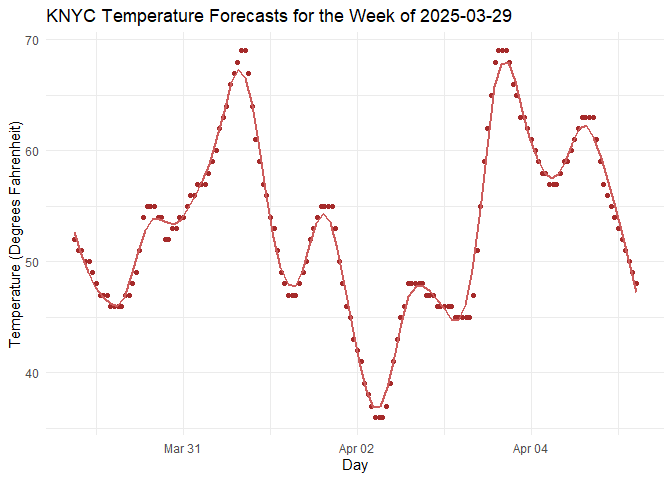 KNYC Temperature Forecasts for the Week of 2025-03-29
70
60
50
40
Temperature (Degrees Fahrenheit)
Mar 31
Apr 02
Apr 04
Day